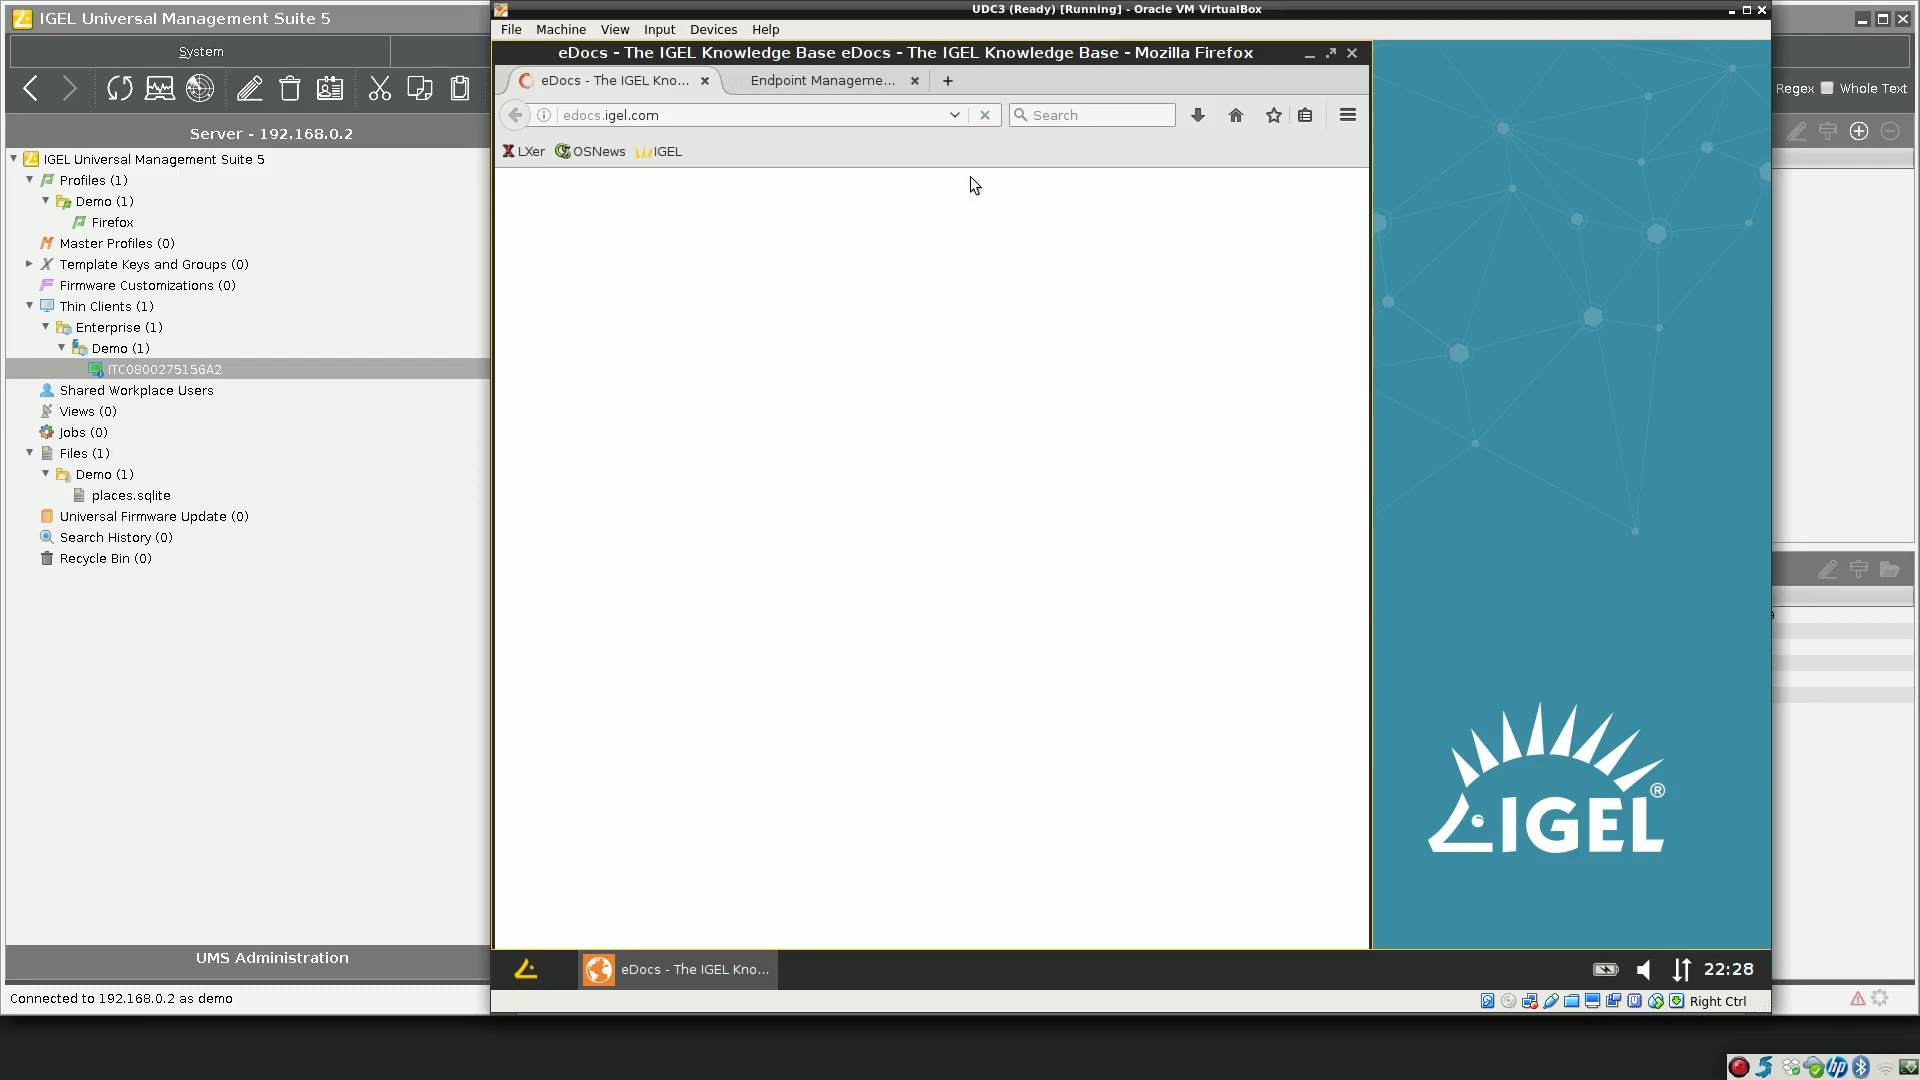 IGEL Universal Management Suite 5
System
Server - 192.168.0.2
IGEL Universal Management Suite 5
Profiles (1)
Demo (1)
Firefox
Master Profiles (0)
Template Keys and Groups (0)
Firmware Customizations (0)
Thin Clients (1)
Enterprise (1)
Demo (1)
ITC0800275156A2
Shared Workplace Users
Views (0)
Jobs (0)
Files (1)
Demo (1)
places.sqlite
Universal Firmware Update (0)
Search History (0)
Recycle Bin (0)
UMS Administration
Connected to 192.168.0.2 as demo
UDC3 (Ready) [Running] - Oracle VM VirtualBox
File Machine View Input Devices Help
eDocs - The IGEL Knowledge Base eDocs - The IGEL Knowledge Base - Mozilla Firefox
eDocs - The IGEL Kno... Endpoint Manageme...
edocs.igel.com Search
LXer OSNews IGEL
IGEL®
eDocs - The IGEL Kno... 22:28
Right Ctrl
Regex Whole Text